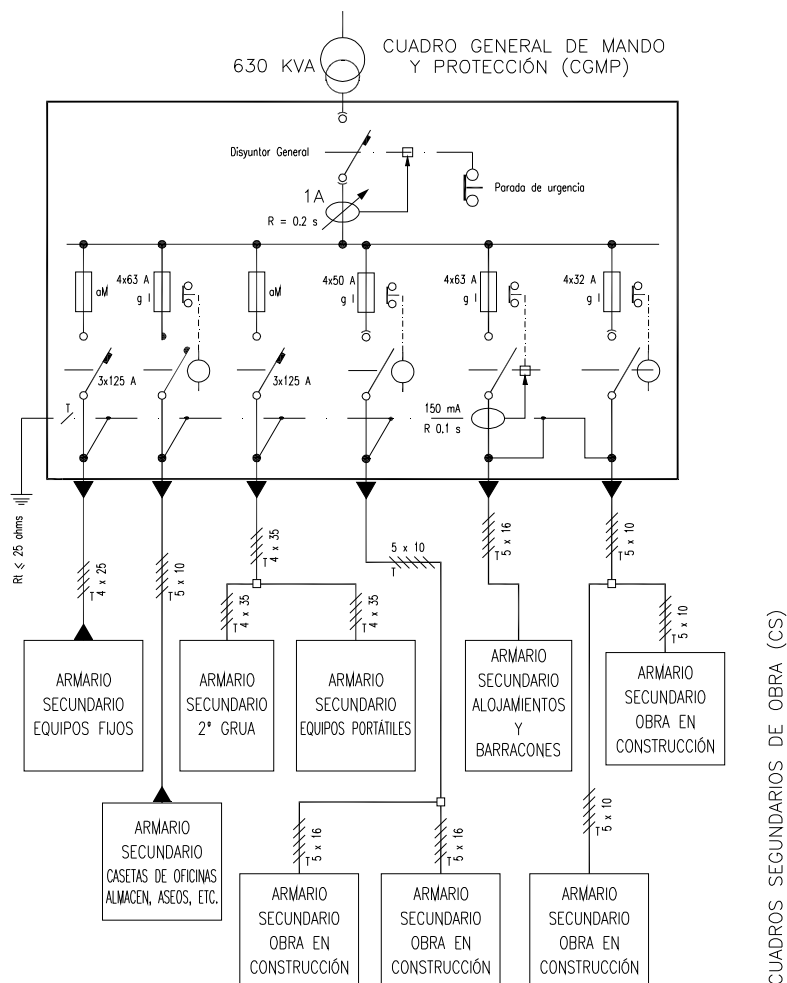 630 KVA
CUADRO GENERAL DE MANDO
Y PROTECCIÓN (CGMP)
Disyuntor General
Parada de urgencia
1A
R = 0.2 s
aM
4x63 A
g l
aM
4x50 A
g l
4x63 A
g l
4x32 A
g l
3x125 A
3x125 A
T
150 mA
R 0.1 s
Rt ≤ 25 ohms
T 4 x 25
T 5 x 10
T 4 x 35
5 x 10
T
T 5 x 16
T 5 x 10
T 4 x 35
T 4 x 35
T 5 x 10
ARMARIO
SECUNDARIO
EQUIPOS FIJOS
ARMARIO
SECUNDARIO
2ª GRUA
ARMARIO
SECUNDARIO
EQUIPOS PORTÁTILES
ARMARIO
SECUNDARIO
ALOJAMIENTOS
Y
BARRACONES
ARMARIO
SECUNDARIO
OBRA EN
CONSTRUCCIÓN
ARMARIO
SECUNDARIO
CASETAS DE OFICINAS
ALMACEN, ASEOS, ETC.
T 5 x 16
T 5 x 16
T 5 x 10
ARMARIO
SECUNDARIO
OBRA EN
CONSTRUCCIÓN
ARMARIO
SECUNDARIO
OBRA EN
CONSTRUCCIÓN
ARMARIO
SECUNDARIO
OBRA EN
CONSTRUCCIÓN
CUADROS SEGUNDARIOS DE OBRA (CS)